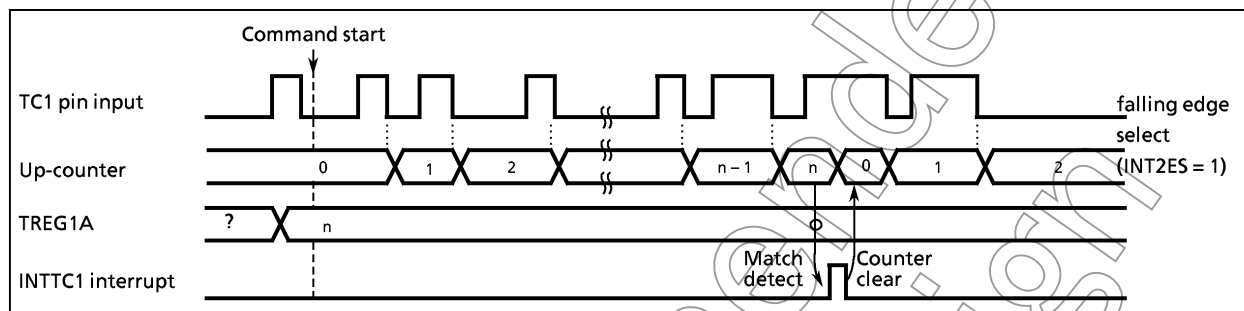 Command start
TC1 pin input
falling edge
select
(INT2ES = 1)
Up-counter
0 1 2 n – 1 n 0 1 2
TREG1A
? n
Match
detect
Counter
clear
INTTC1 interrupt